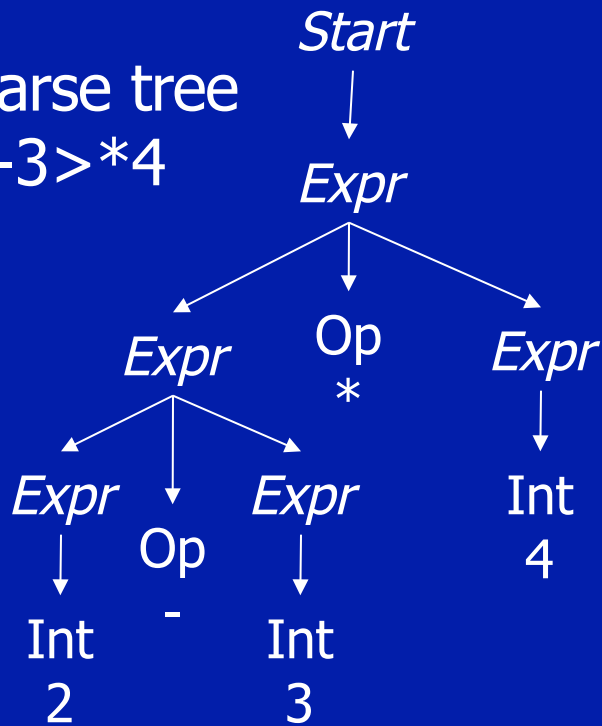 Start
arse tree
-3>*4
Expr
Expr Op Expr
*
Expr Op Expr Int
- 4
Int Int
2 3